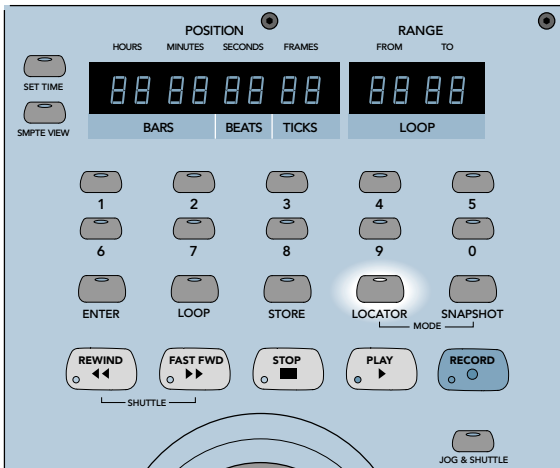 POSITION RANGE
HOURS MINUTES SECONDS FRAMES FROM TO
SET TIME
88 88 88 88 88 88
SMPTE VIEW
BARS BEATS TICKS LOOP
1 2 3 4 5
6 7 8 9 0
ENTER LOOP STORE LOCATOR SNAPSHOT
MODE
REWIND FAST FWD STOP PLAY RECORD
SHUTTLE
JOG & SHUTTLE